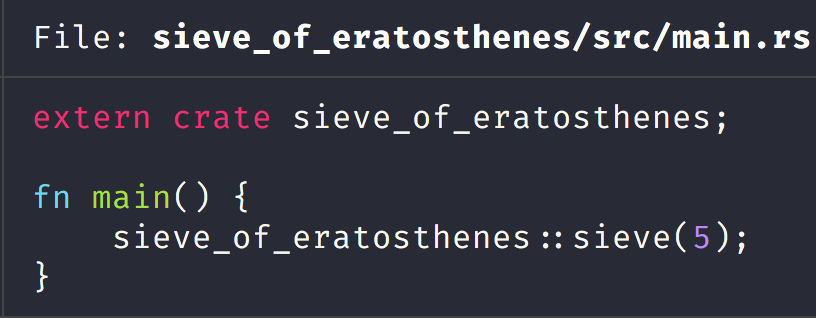 File: sieve_of_eratosthenes/src/main.rs
extern crate sieve_of_eratosthenes;
fn main() {
    sieve_of_eratosthenes::sieve(5);
}